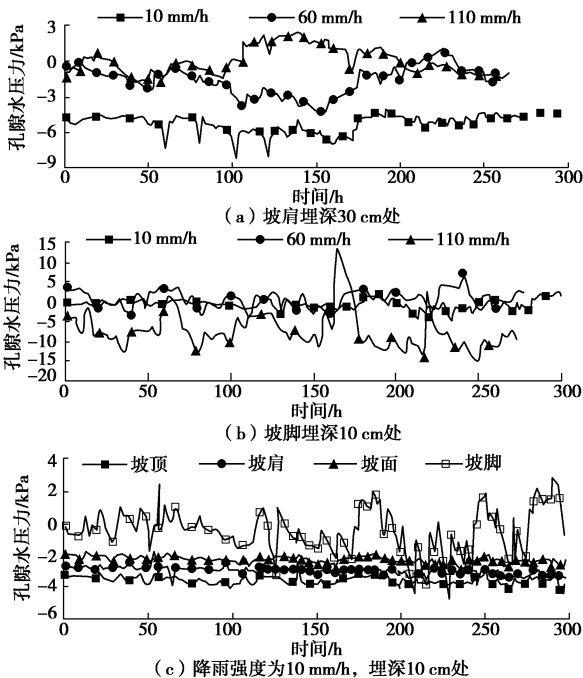 10 mm/h 60 mm/h 110 mm/h
孔隙水压力/kPa
3
0
−3
−6
−9
0 50 100 150 200 250 300
时间/h
(a) 坡肩埋深30 cm处
10 mm/h 60 mm/h 110 mm/h
孔隙水压力/kPa
15
10
5
0
−5
−10
−15
−20
0 50 100 150 200 250 300
时间/h
(b) 坡脚埋深10 cm处
坡顶 坡肩 坡面 坡脚
孔隙水压力/kPa
4
2
0
−2
−4
−6
0 50 100 150 200 250 300
时间/h
(c) 降雨强度为10 mm/h，埋深10 cm处